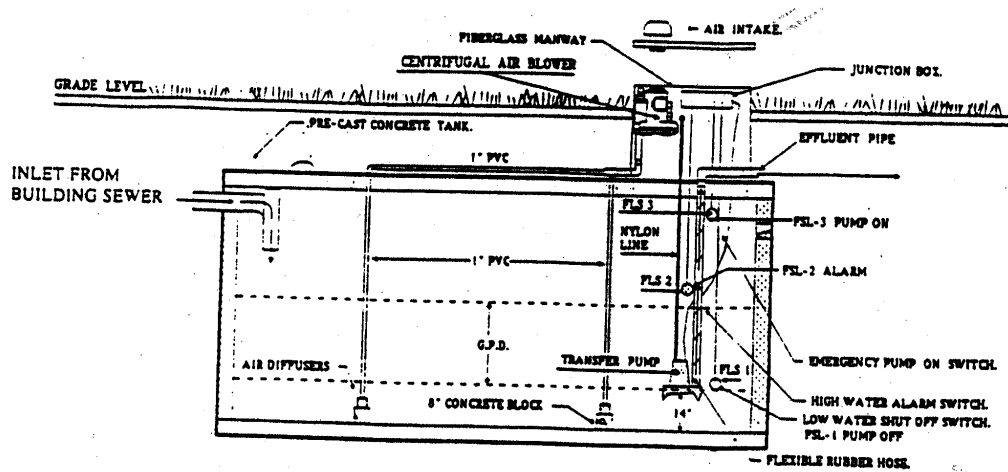 AIR INTAKE.
FIBERGLASS MANWAY
CENTRIFUGAL AIR BLOWER
JUNCTION BOX.
GRADE LEVEL
PRE-CAST CONCRETE TANK.
EFFLUENT PIPE
1" PVC
INLET FROM
BUILDING SEWER
FLS 3
FSL-3 PUMP ON
NYLON
LINE
1" PVC
FSL-2 ALARM
FLS 2
G.P.D.
TRANSFER PUMP
EMERGENCY PUMP ON SWITCH.
AIR DIFFUSERS
FLS 1
HIGH WATER ALARM SWITCH.
8" CONCRETE BLOCK
14"
LOW WATER SHUT OFF SWITCH.
FSL-1 PUMP OFF
FLEXIBLE RUBBER HOSE.